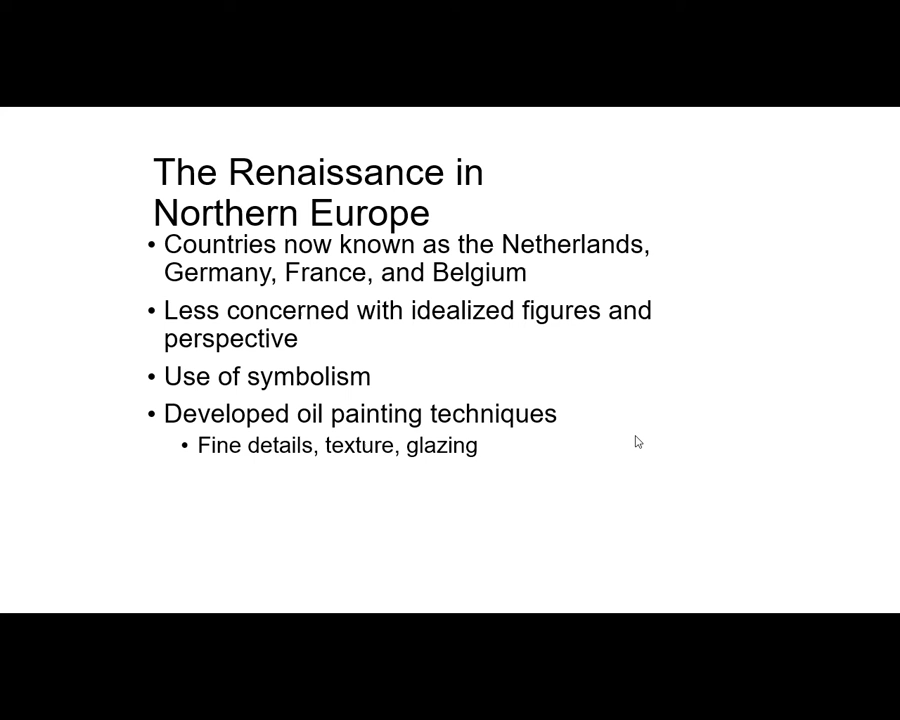 The Renaissance in
Northern Europe
• Countries now known as the Netherlands,
Germany, France, and Belgium
• Less concerned with idealized figures and
perspective
• Use of symbolism
• Developed oil painting techniques
• Fine details, texture, glazing